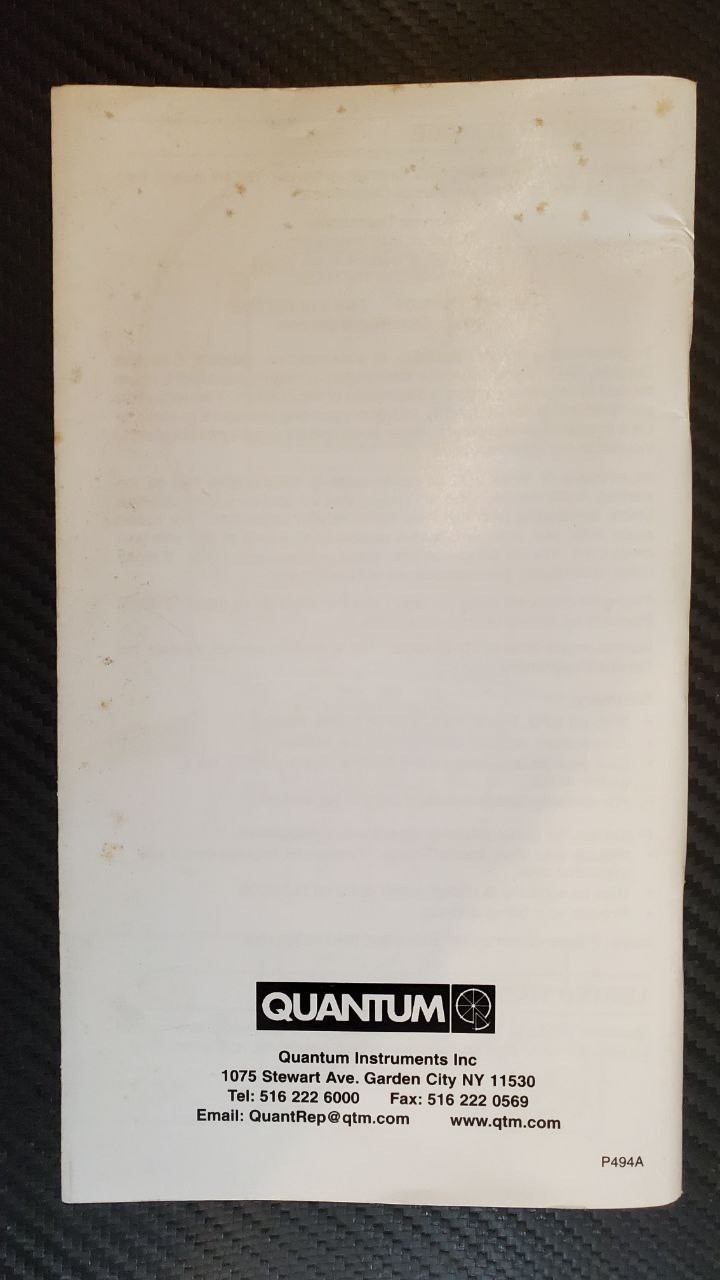 QUANTUM
Quantum Instruments Inc
1075 Stewart Ave. Garden City NY 11530
Tel: 516 222 6000 Fax: 516 222 0569
Email: QuantRep@qtm.com www.qtm.com
P494A